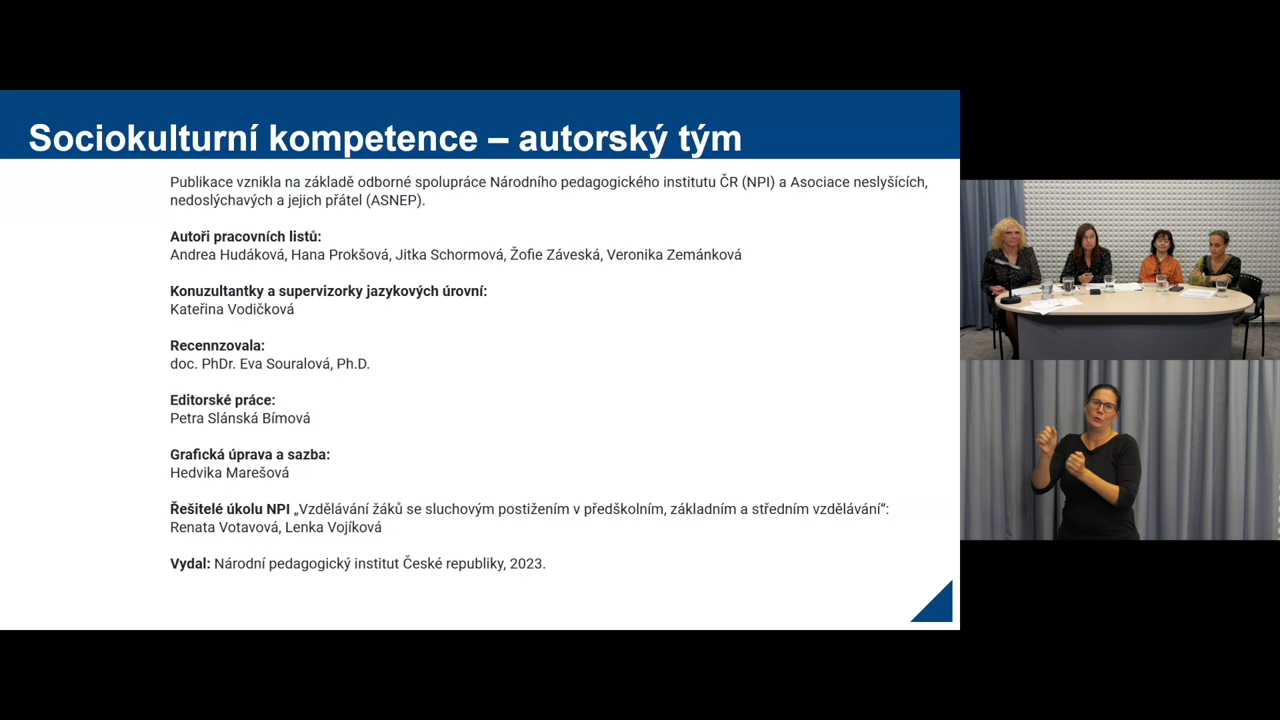 Sociokulturní kompetence – autorský tým
Publikace vznikla na základě odborné spolupráce Národního pedagogického institutu ČR (NPI) a Asociace neslyšících,
nedoslýchavých a jejich přátel (ASNEP).
Autoři pracovních listů:
Andrea Hudáková, Hana Prokšová, Jitka Schormová, Žofie Záveská, Veronika Zemánková
Konuzultantky a supervizorky jazykových úrovní:
Kateřina Vodičková
Recennzovala:
doc. PhDr. Eva Souralová, Ph.D.
Editorské práce:
Petra Slánská Bímová
Grafická úprava a sazba:
Hedvika Marešová
Řešitelé úkolu NPI „Vzdělávání žáků se sluchovým postižením v předškolním, základním a středním vzdělávání“:
Renata Votavová, Lenka Vojíková
Vydal: Národní pedagogický institut České republiky, 2023.